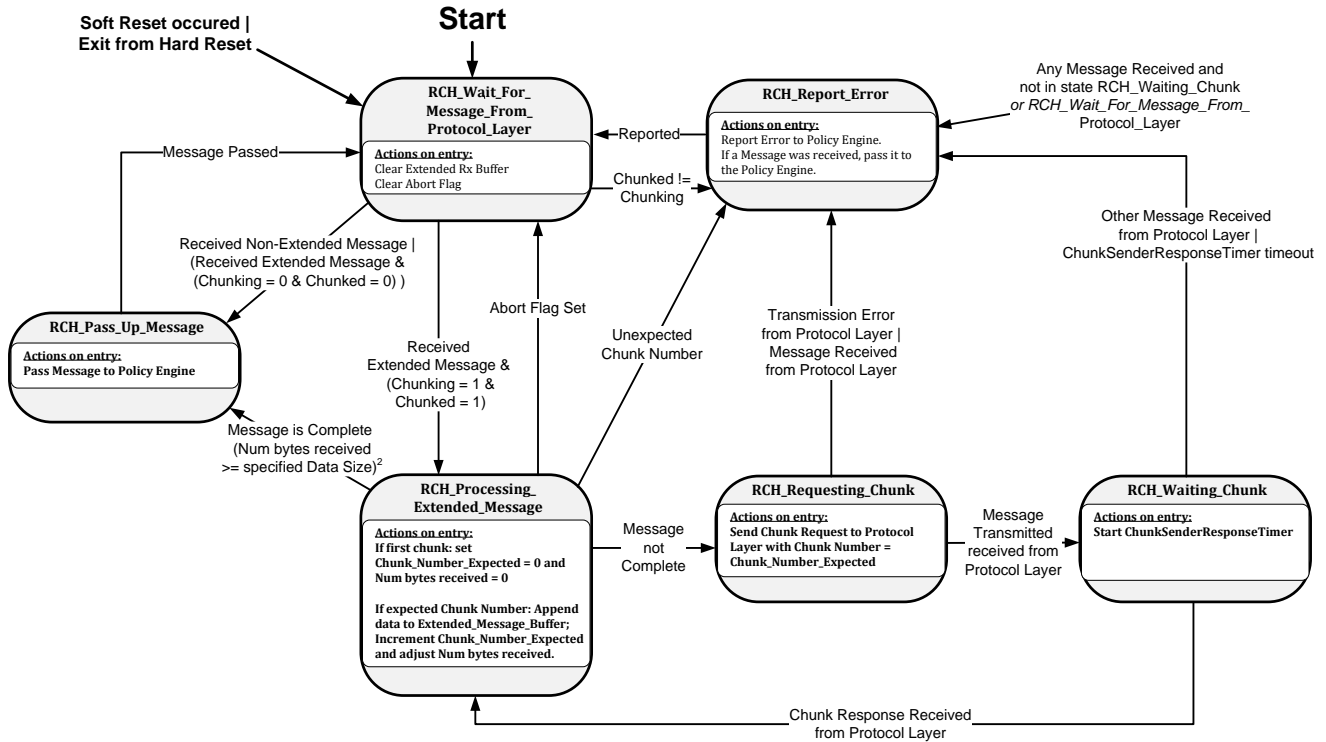 Soft Reset occured |
Exit from Hard Reset
Start
RCH_Wait_For_
Message_From_
Protocol_Layer
Actions on entry:
Clear Extended Rx Buffer
Clear Abort Flag
RCH_Report_Error
Actions on entry:
Report Error to Policy Engine.
If a Message was received, pass it to
the Policy Engine.
Any Message Received and
not in state RCH_Waiting_Chunk
or RCH_Wait_For_Message_From_
Protocol_Layer
Reported
Message Passed
Chunked !=
Chunking
Received Non-Extended Message |
(Received Extended Message &
(Chunking = 0 & Chunked = 0) )
Other Message Received
from Protocol Layer |
ChunkSenderResponseTimer timeout
Abort Flag Set
RCH_Pass_Up_Message
Actions on entry:
Pass Message to Policy Engine
Unexpected
Chunk Number
Transmission Error
from Protocol Layer |
Message Received
from Protocol Layer
Received
Extended Message &
(Chunking = 1 &
Chunked = 1)
Message is Complete
(Num bytes received
>= specified Data Size)2
RCH_Processing_
Extended_Message
Actions on entry:
If first chunk: set
Chunk_Number_Expected = 0 and
Num bytes received = 0
If expected Chunk Number: Append
data to Extended_Message_Buffer;
Increment Chunk_Number_Expected
and adjust Num bytes received.
Message
not
Complete
RCH_Requesting_Chunk
Actions on entry:
Send Chunk Request to Protocol
Layer with Chunk Number =
Chunk_Number_Expected
Message
Transmitted
received from
Protocol Layer
RCH_Waiting_Chunk
Actions on entry:
Start ChunkSenderResponseTimer
Chunk Response Received
from Protocol Layer